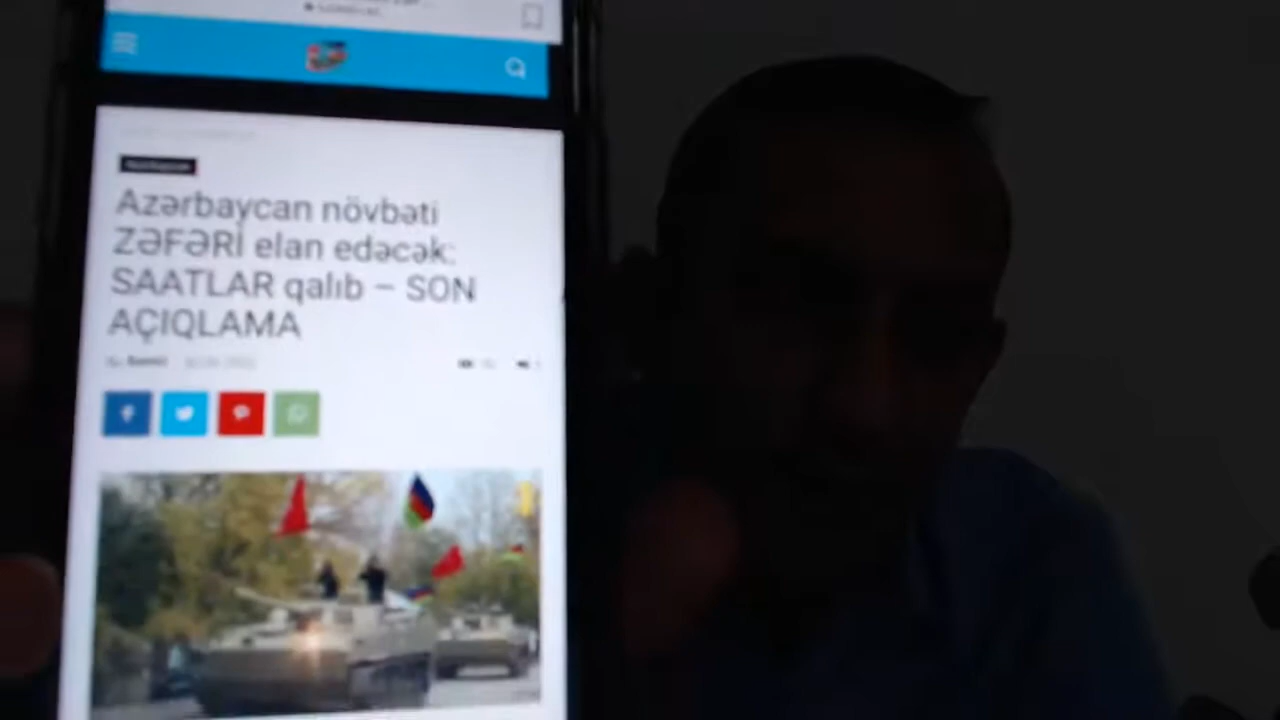 Azərbaycan növbəti
ZƏFƏRİ elan edəcək:
SAATLAR qalıb – SON
AÇIQLAMA